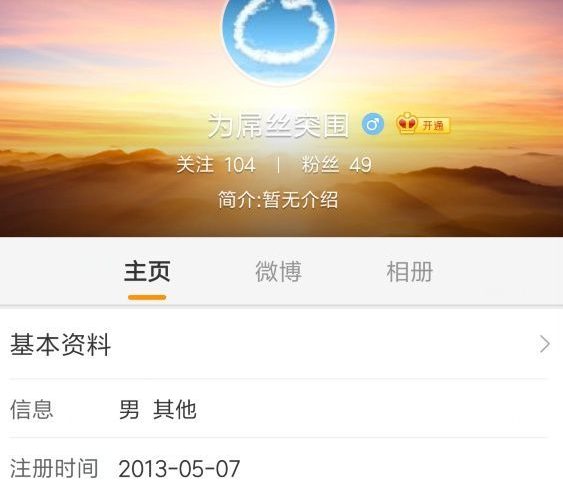 为屌丝突围 开通
关注 104 | 粉丝 49
简介:暂无介绍
主页 微博 相册
基本资料
信息 男 其他
注册时间 2013-05-07